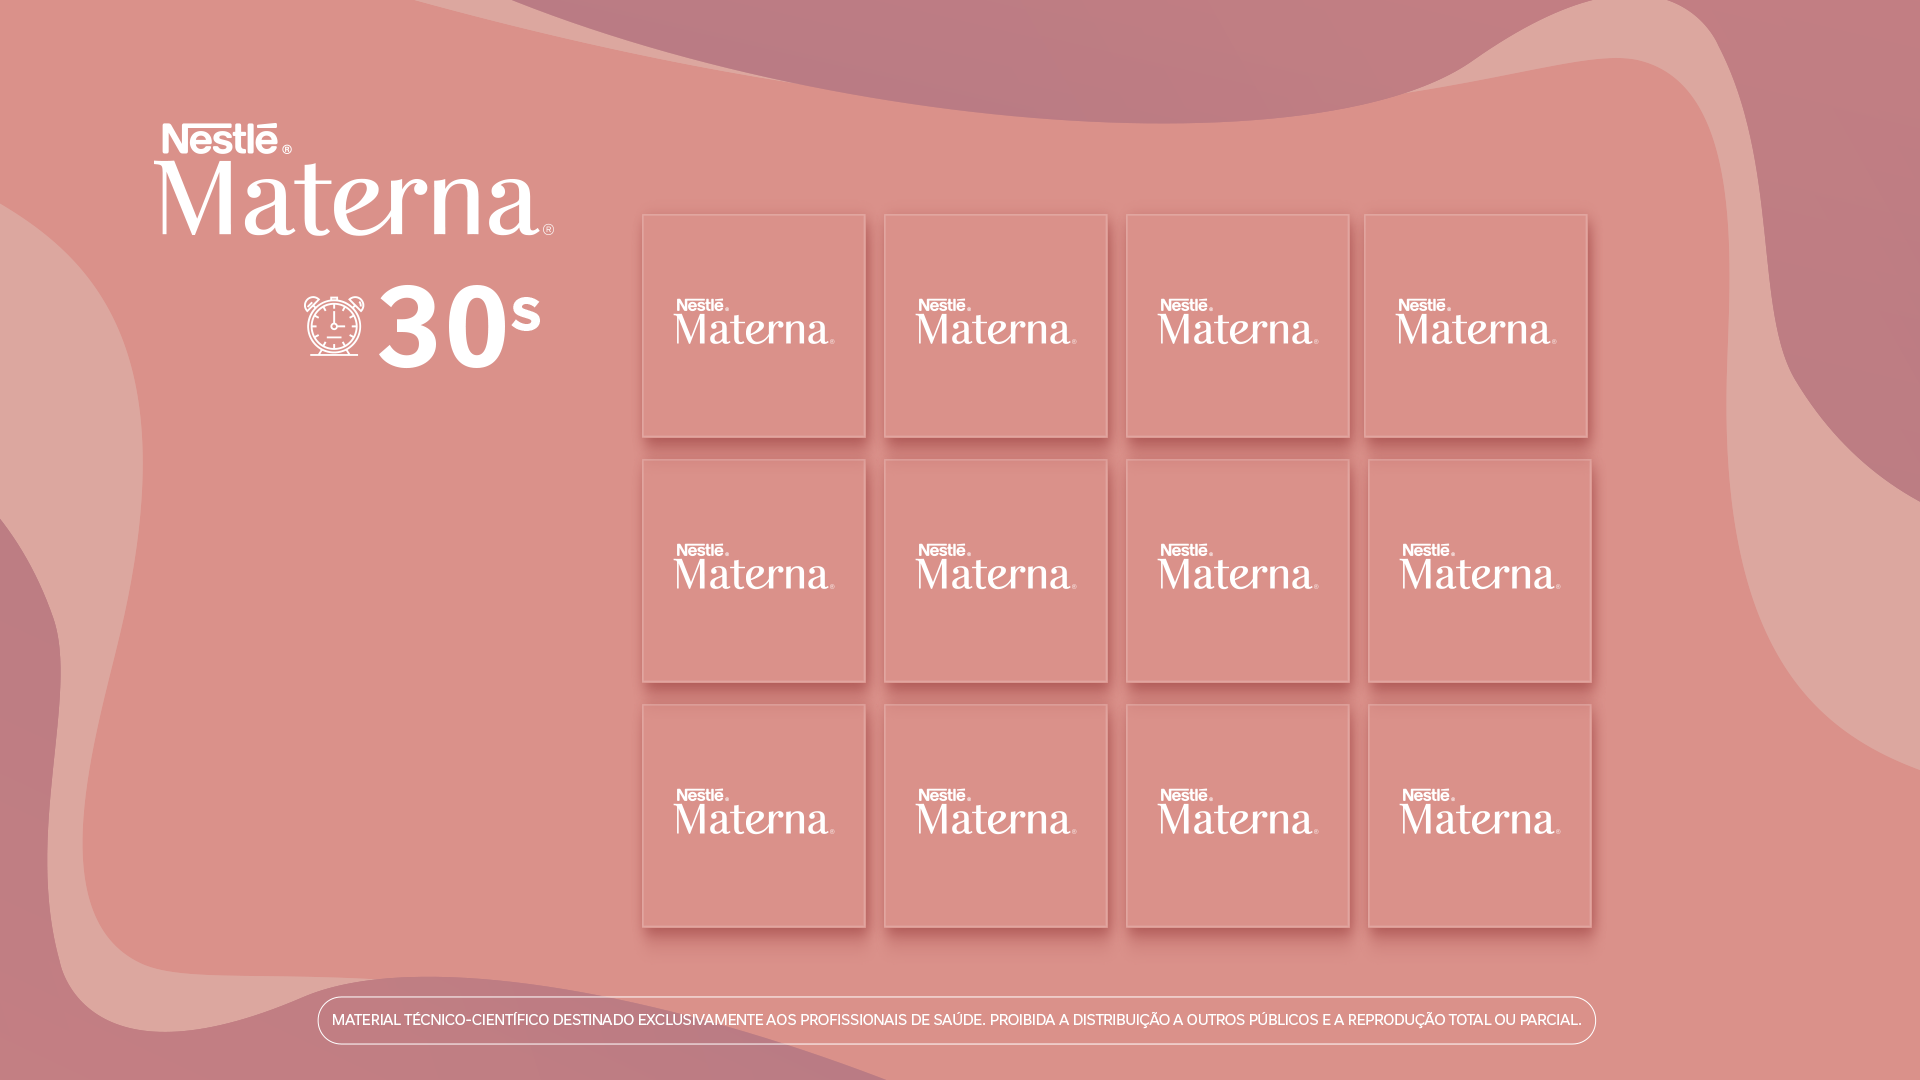 Nestlé®
Materna®
30s
Nestlé®
Materna®
Nestlé®
Materna®
Nestlé®
Materna®
Nestlé®
Materna®
Nestlé®
Materna®
Nestlé®
Materna®
Nestlé®
Materna®
Nestlé®
Materna®
Nestlé®
Materna®
Nestlé®
Materna®
Nestlé®
Materna®
Nestlé®
Materna®
MATERIAL TÉCNICO-CIENTÍFICO DESTINADO EXCLUSIVAMENTE AOS PROFISSIONAIS DE SAÚDE. PROIBIDA A DISTRIBUIÇÃO A OUTROS PÚBLICOS E A REPRODUÇÃO TOTAL OU PARCIAL.